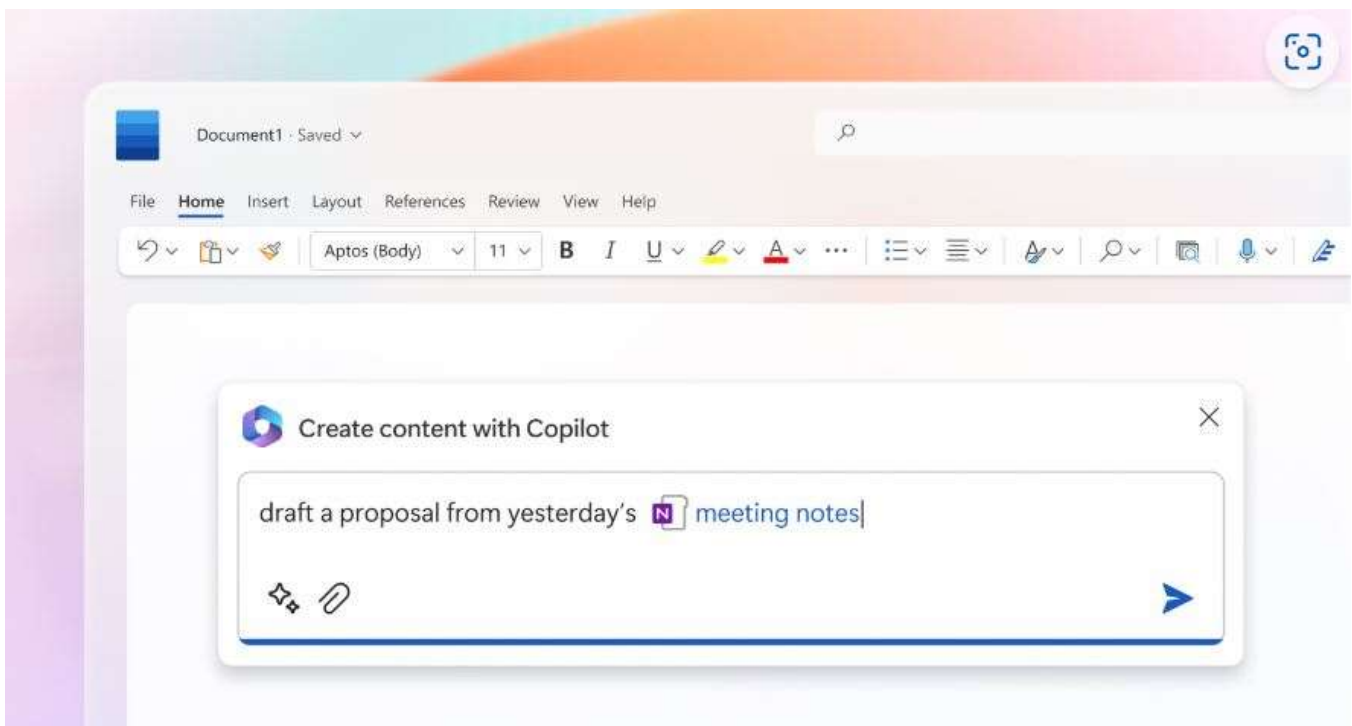 Document1 · Saved
File Home Insert Layout References Review View Help
Aptos (Body) 11 B I U A
Create content with Copilot
draft a proposal from yesterday's N meeting notes